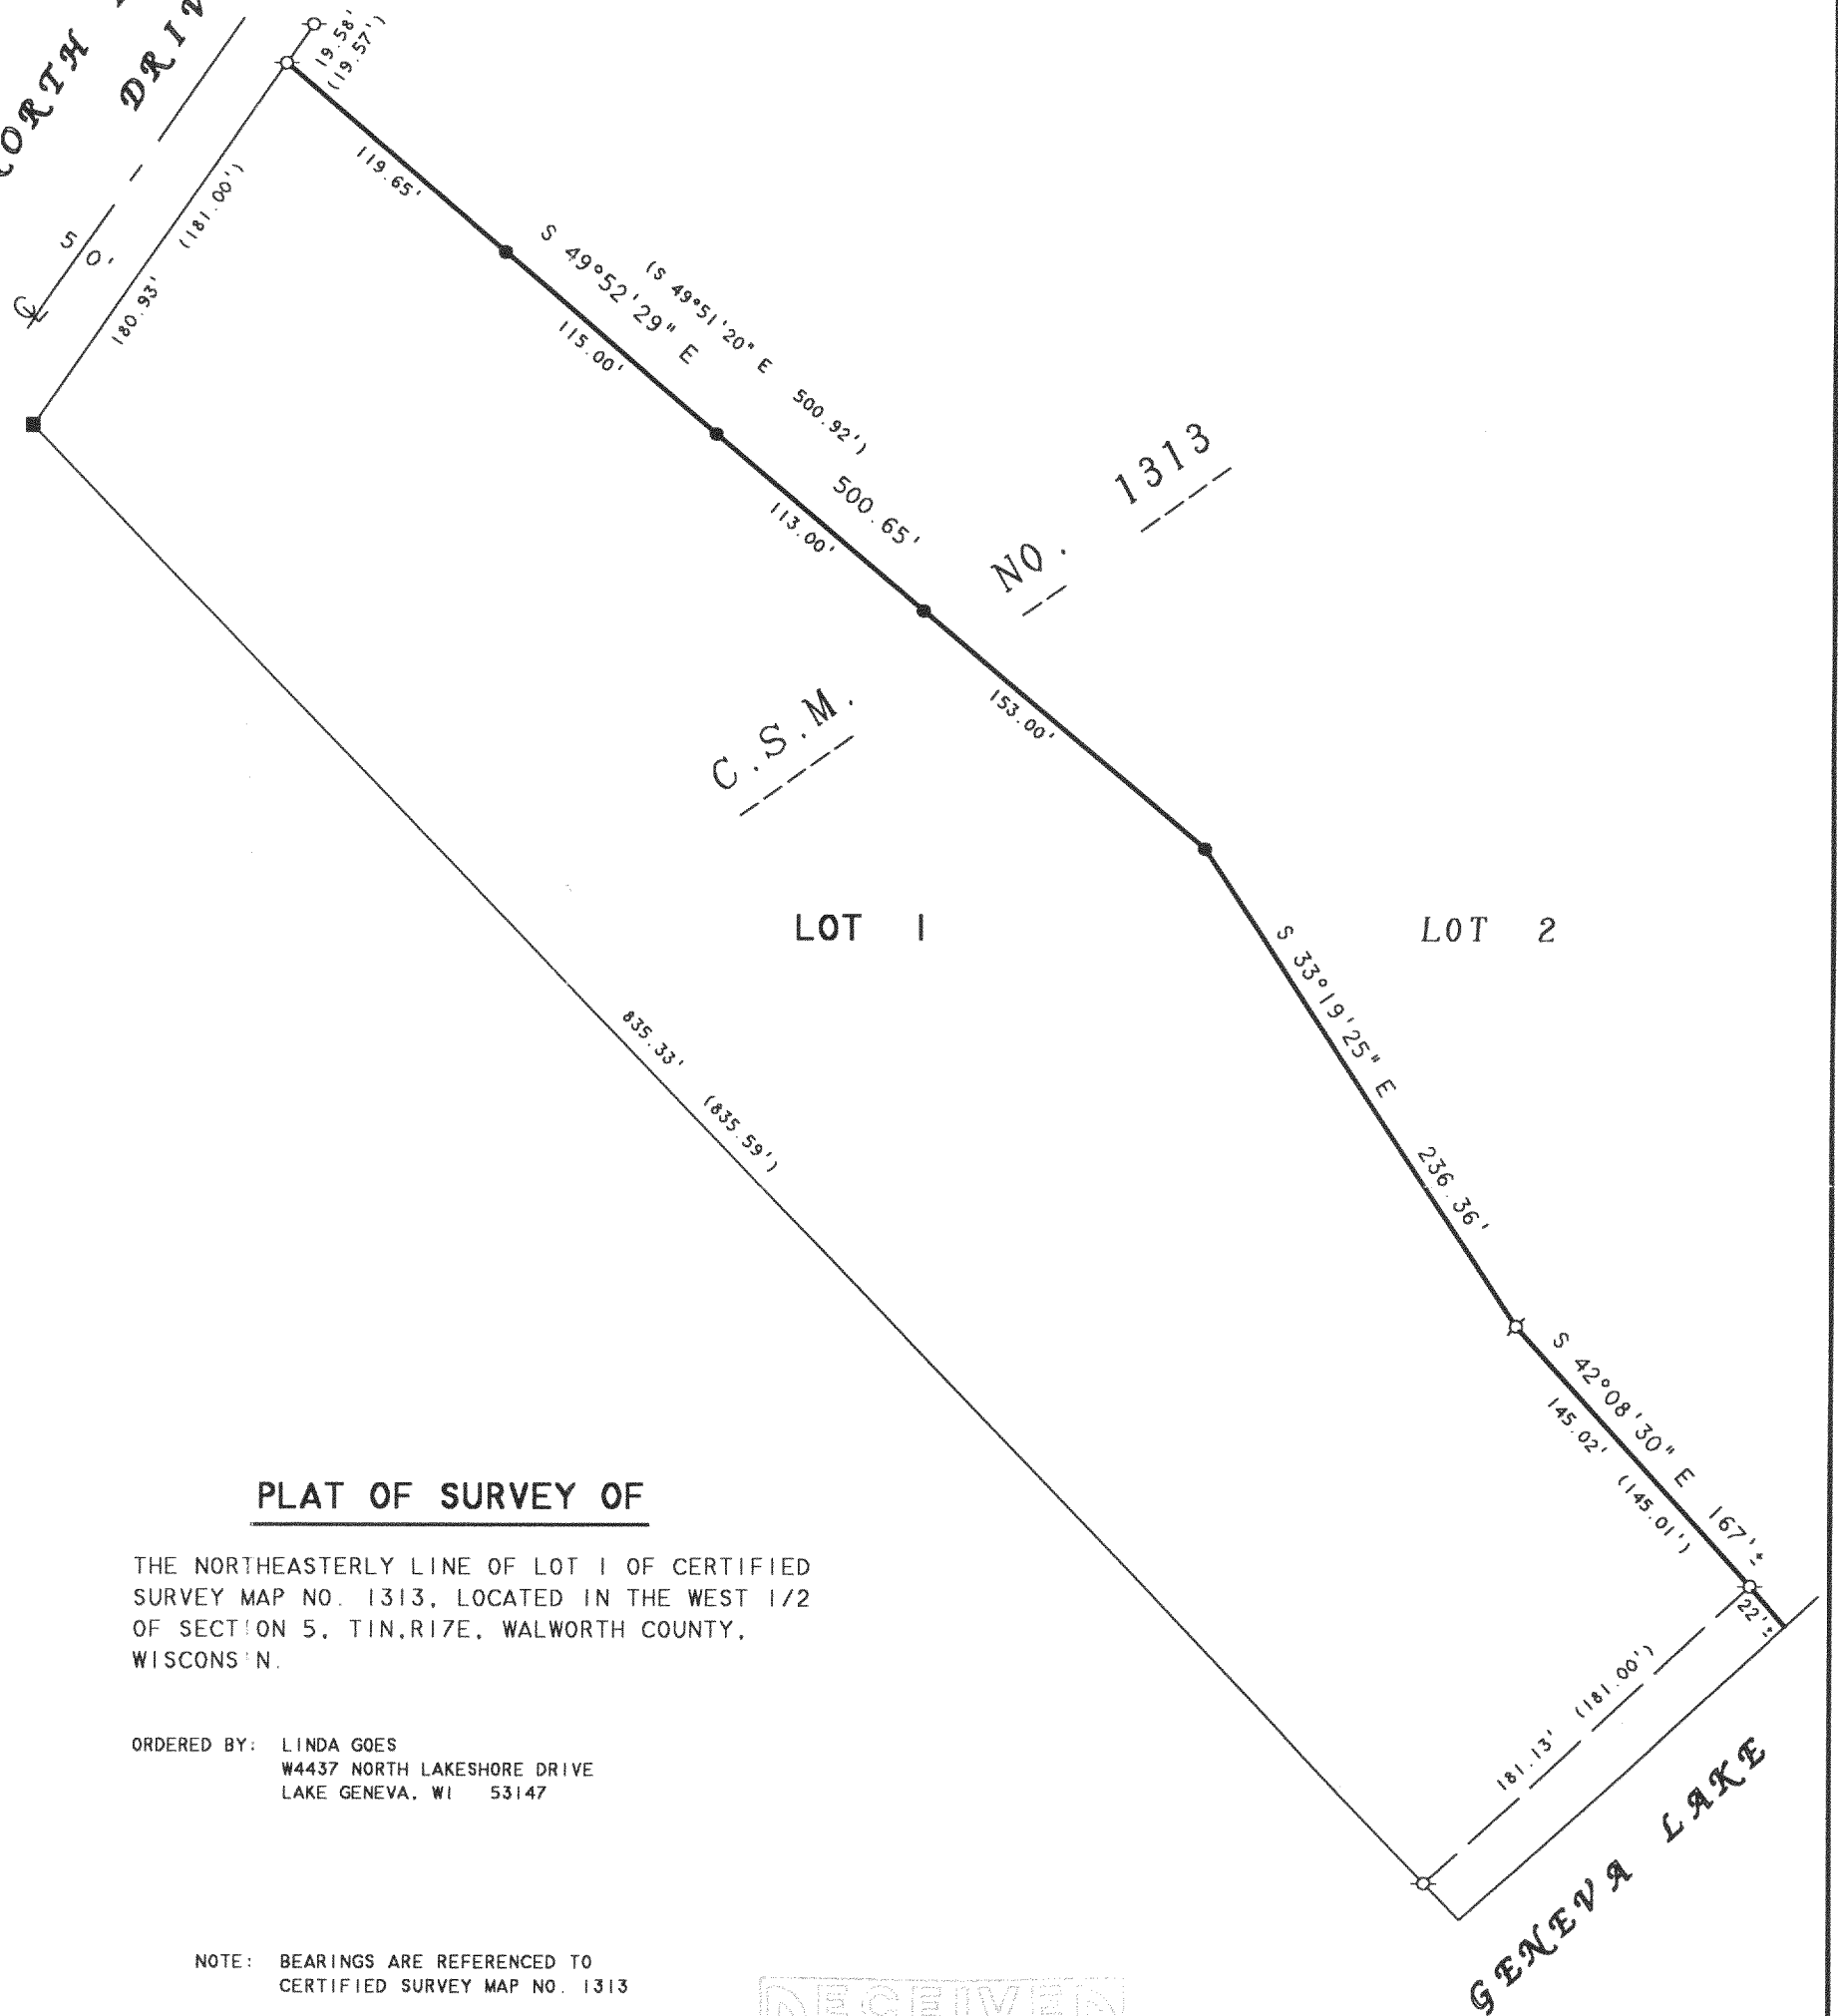 NORTH
DRIV
19.58'
(19.57')
50'
180.93' (181.00')
119.65'
115.00'
113.00'
153.00'
(S 49°51'20" E 500.92')
S 49°52'29" E 500.65'
C.S.M. NO. 1313
LOT 1
LOT 2
S 33°19'25" E 236.36'
835.33' (835.59')
S 42°08'30" E 167'±
145.02' (145.01')
22'±
181.13' (181.00')
GENEVA LAKE
PLAT OF SURVEY OF
THE NORTHEASTERLY LINE OF LOT 1 OF CERTIFIED
SURVEY MAP NO. 1313, LOCATED IN THE WEST 1/2
OF SECTION 5, T1N,R17E, WALWORTH COUNTY,
WISCONSIN.
ORDERED BY: LINDA GOES
W4437 NORTH LAKESHORE DRIVE
LAKE GENEVA, WI 53147
NOTE: BEARINGS ARE REFERENCED TO
CERTIFIED SURVEY MAP NO. 1313
RECEIVED